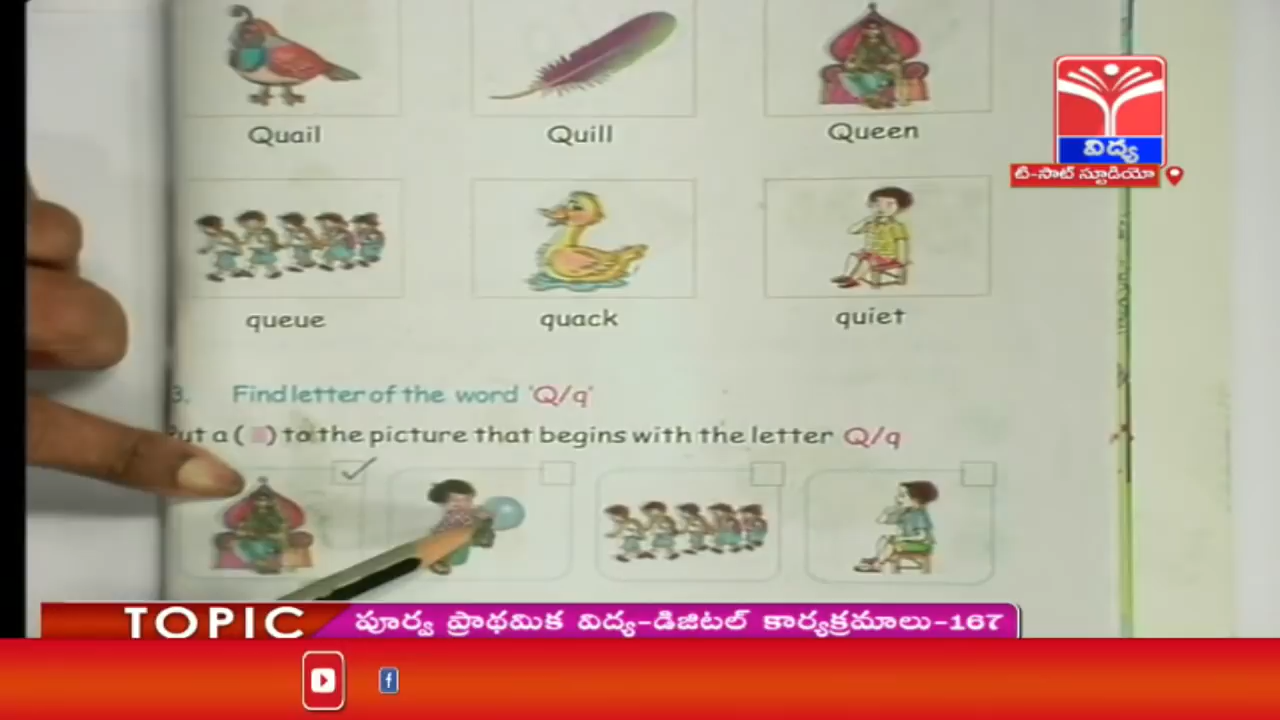 Quail Quill Queen
విద్య
టి-సాట్ స్టూడియో
queue quack quiet
3. Find letter of the word 'Q/q'
Put a ( ) to the picture that begins with the letter Q/q
TOPIC పూర్వ ప్రాథమిక విద్య-డిజిటల్ కార్యక్రమాలు-167